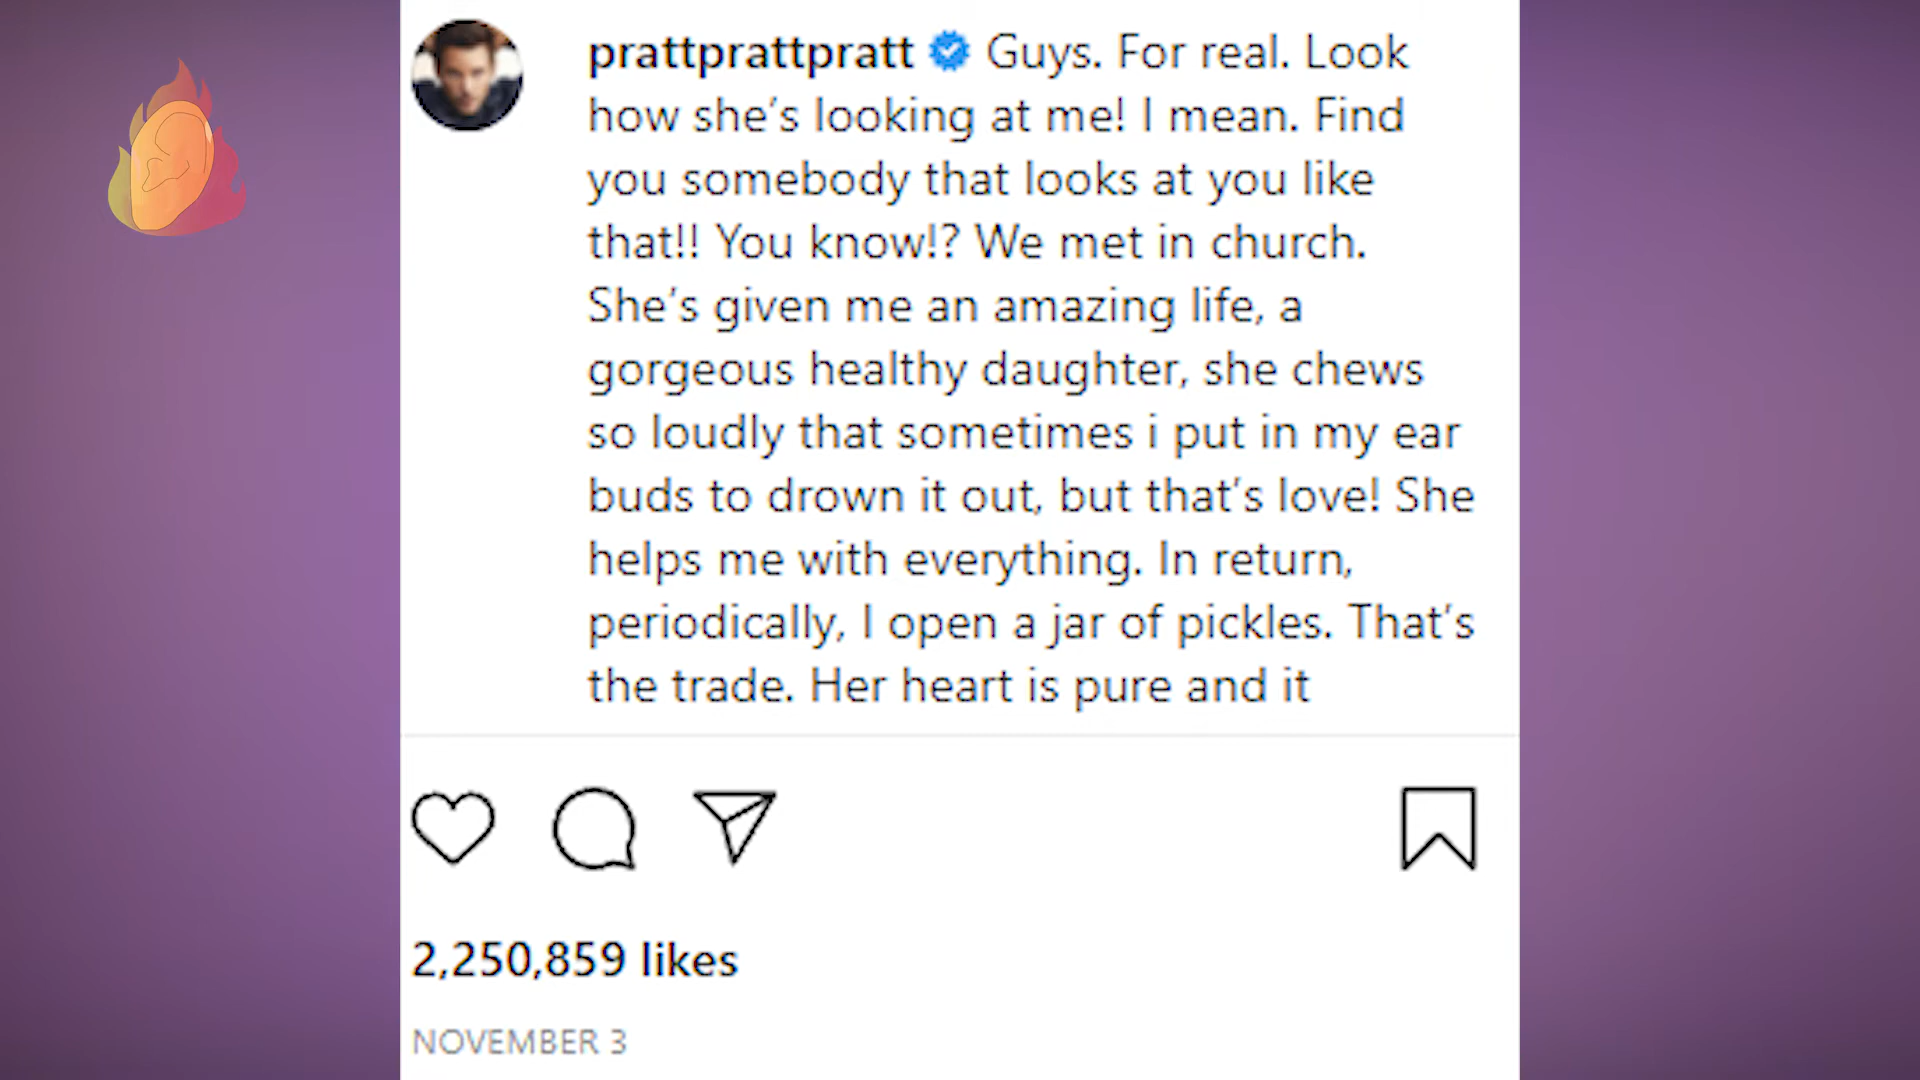 prattprattpratt Guys. For real. Look
how she's looking at me! I mean. Find
you somebody that looks at you like
that!! You know!? We met in church.
She's given me an amazing life, a
gorgeous healthy daughter, she chews
so loudly that sometimes i put in my ear
buds to drown it out, but that's love! She
helps me with everything. In return,
periodically, I open a jar of pickles. That's
the trade. Her heart is pure and it
2,250,859 likes
NOVEMBER 3